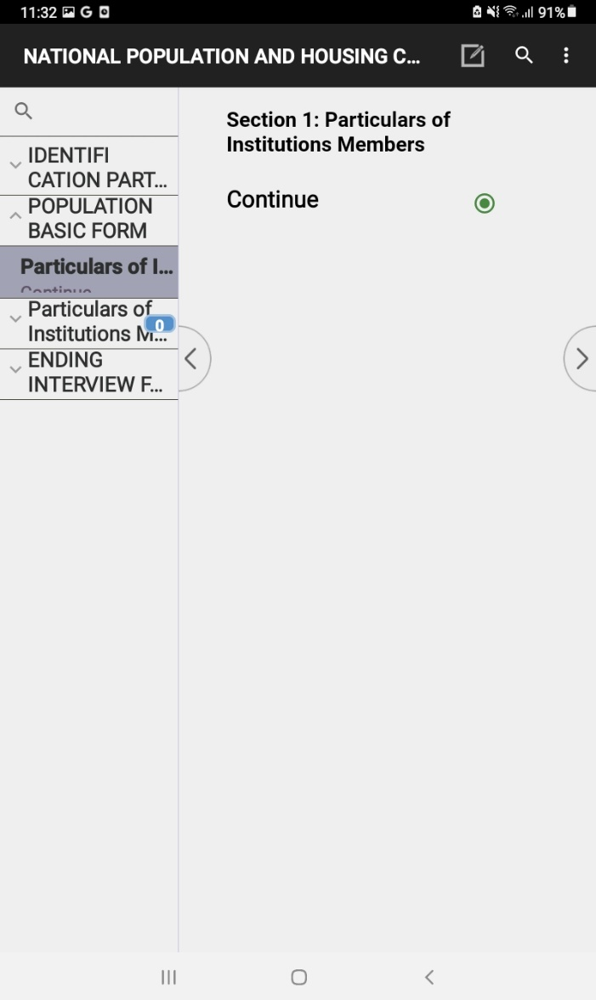 11:32 G 91%
NATIONAL POPULATION AND HOUSING C...
IDENTIFI
CATION PART...
POPULATION
BASIC FORM
Particulars of I...
Continue
Particulars of
Institutions M...
0
ENDING
INTERVIEW F...
Section 1: Particulars of
Institutions Members
Continue